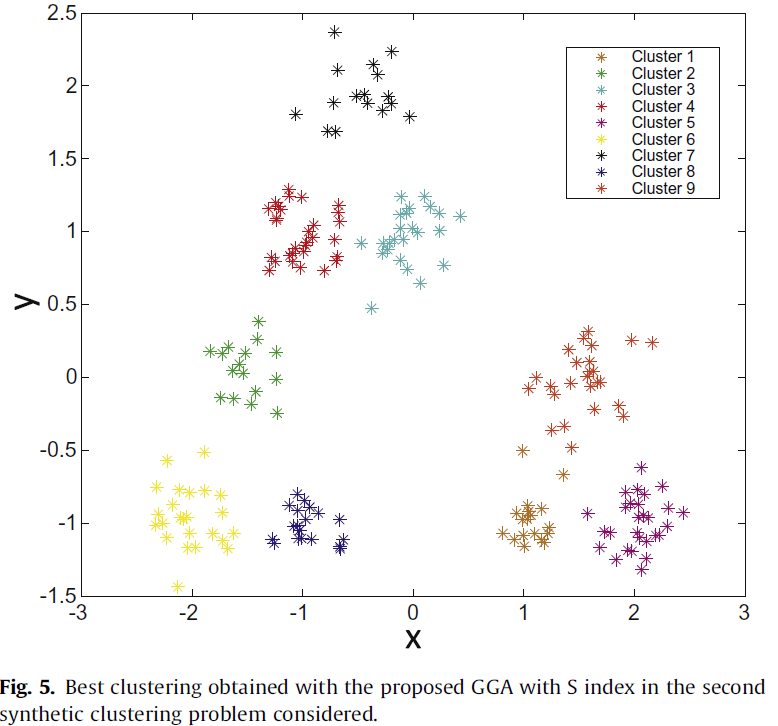 2.5
2
1.5
1
0.5
0
-0.5
-1
-1.5
y
-3
-2
-1
0
1
2
3
x
Cluster 1
Cluster 2
Cluster 3
Cluster 4
Cluster 5
Cluster 6
Cluster 7
Cluster 8
Cluster 9
Fig. 5. Best clustering obtained with the proposed GGA with S index in the second
synthetic clustering problem considered.